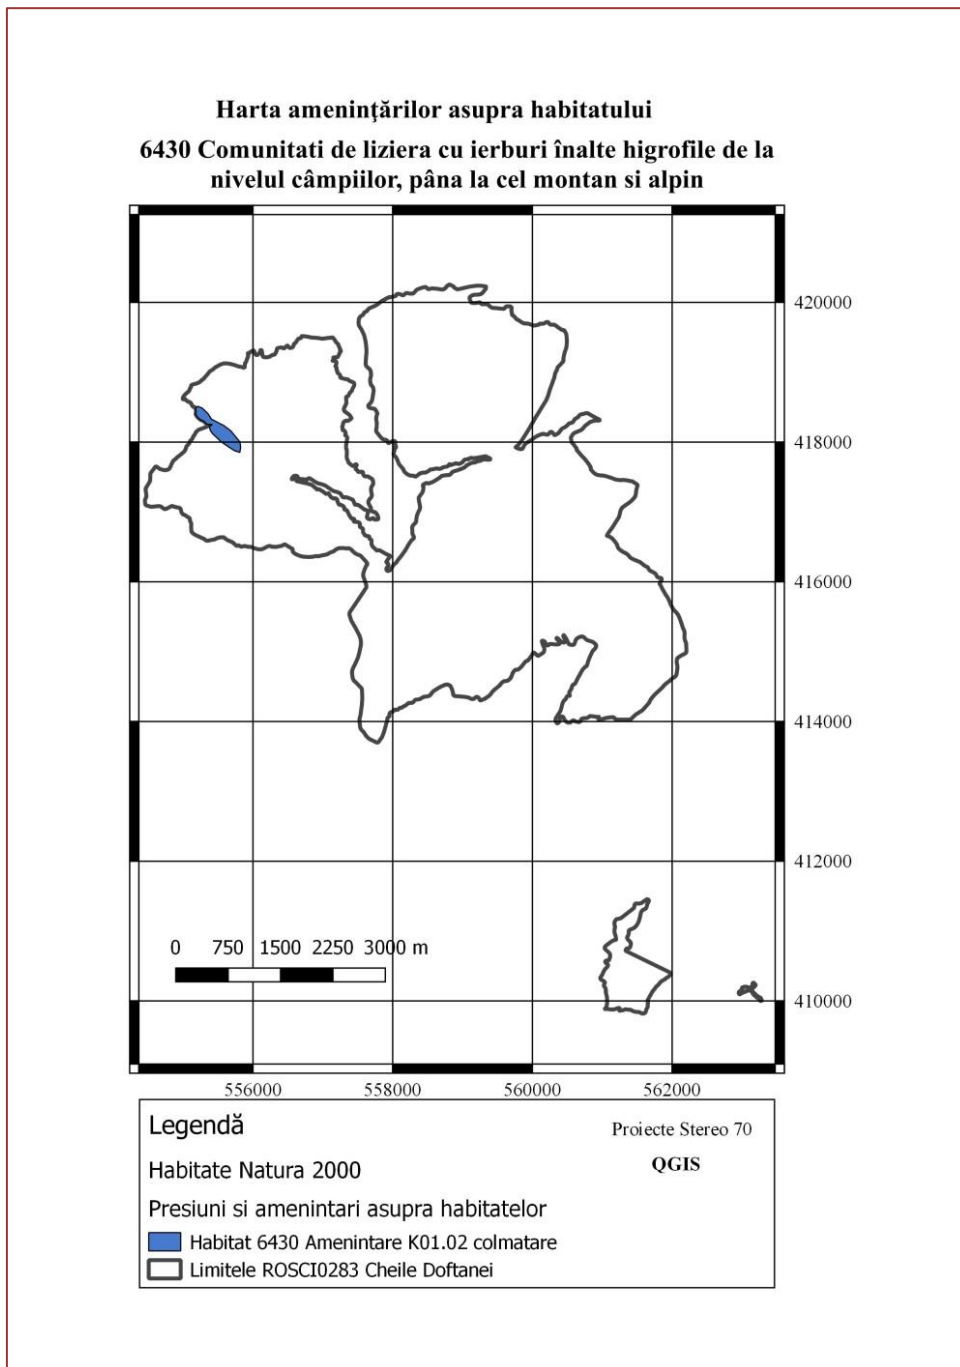 Harta amenințărilor asupra habitatului
6430 Comunitati de liziera cu ierburi înalte higrofile de la
nivelul câmpiilor, pâna la cel montan si alpin
420000
418000
416000
414000
412000
0 750 1500 2250 3000 m
410000
556000 558000 560000 562000
Legendă
Proiecte Stereo 70
QGIS
Habitate Natura 2000
Presiuni si amenintari asupra habitatelor
Habitat 6430 Amenintare K01.02 colmatare
Limitele ROSCI0283 Cheile Doftanei